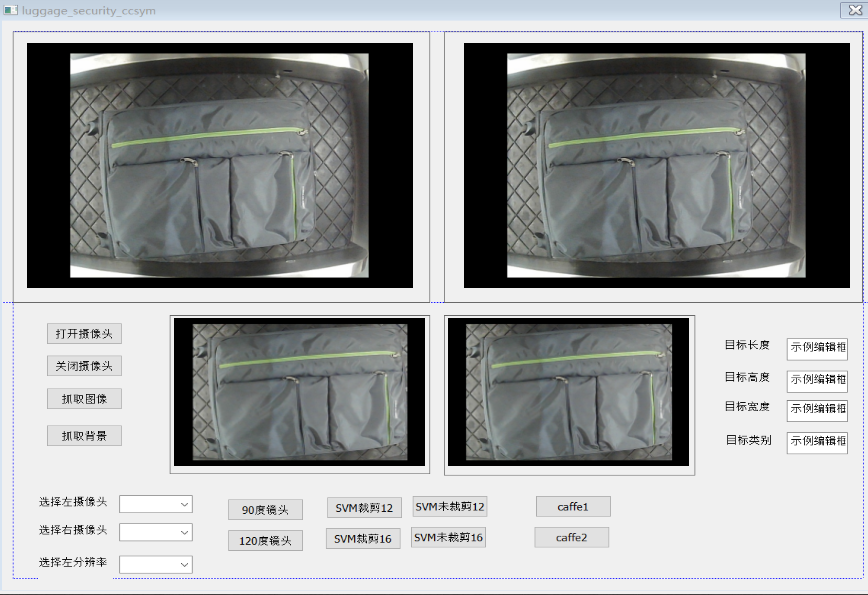 luggage_security_ccsym
打开摄像头
关闭摄像头
抓取图像
抓取背景
目标长度 示例编辑框
目标高度 示例编辑框
目标宽度 示例编辑框
目标类别 示例编辑框
选择左摄像头
选择右摄像头
选择左分辨率
90度镜头 SVM裁剪12 SVM未裁剪12 caffe1
120度镜头 SVM裁剪16 SVM未裁剪16 caffe2